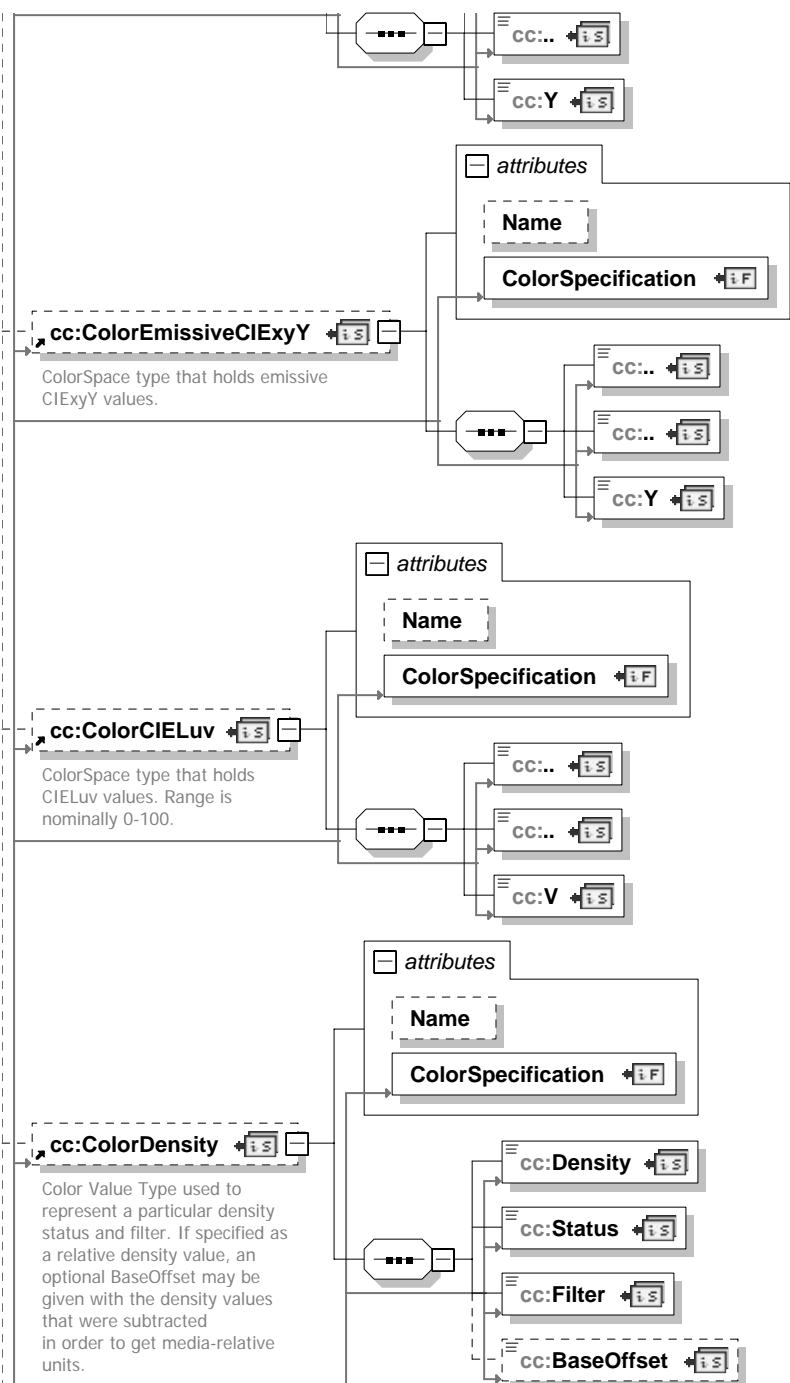 cc:..
cc:Y
attributes
Name
ColorSpecification
cc:ColorEmissiveCIExyY
ColorSpace type that holds emissive
CIExyY values.
cc:..
cc:..
cc:Y
attributes
Name
ColorSpecification
cc:ColorCIELuv
ColorSpace type that holds
CIELuv values. Range is
nominally 0-100.
cc:..
cc:..
cc:V
attributes
Name
ColorSpecification
cc:ColorDensity
Color Value Type used to
represent a particular density
status and filter. If specified as
a relative density value, an
optional BaseOffset may be
given with the density values
that were subtracted
in order to get media-relative
units.
cc:Density
cc:Status
cc:Filter
cc:BaseOffset